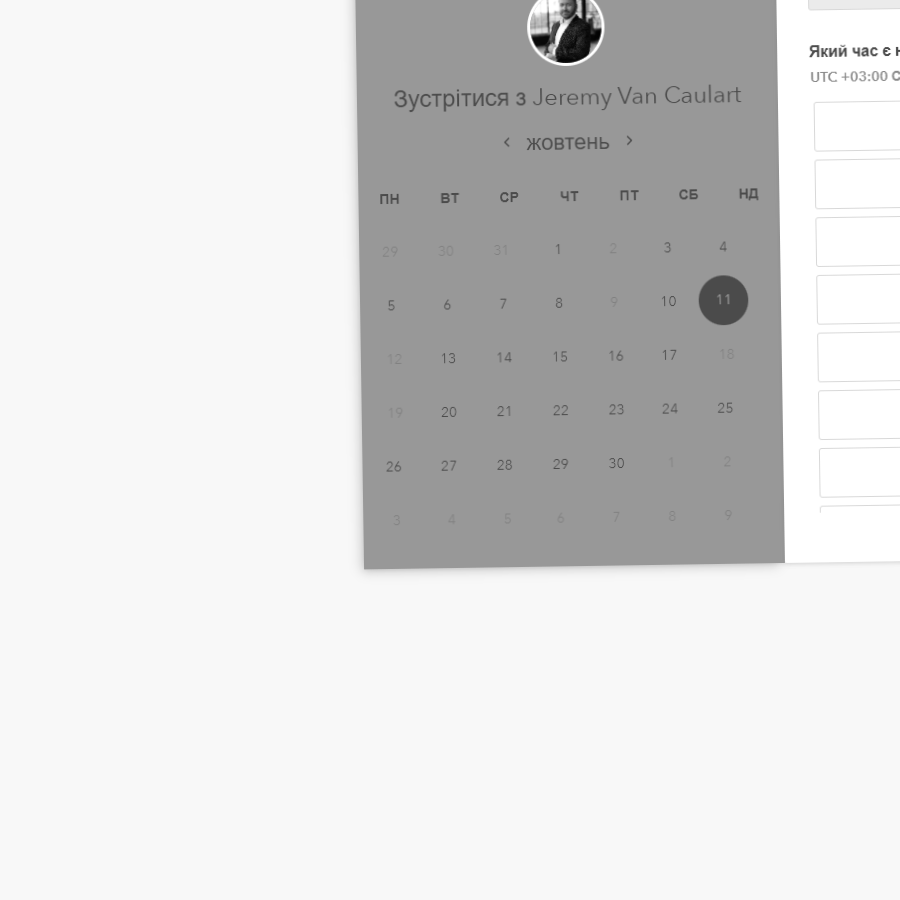 Зустрітися з Jeremy Van Caulart
жовтень
ПН ВТ СР ЧТ ПТ СБ НД
29 30 31 1 2 3 4
5 6 7 8 9 10 11
12 13 14 15 16 17 18
19 20 21 22 23 24 25
26 27 28 29 30 1 2
3 4 5 6 7 8 9
Який час є
UTC +03:00